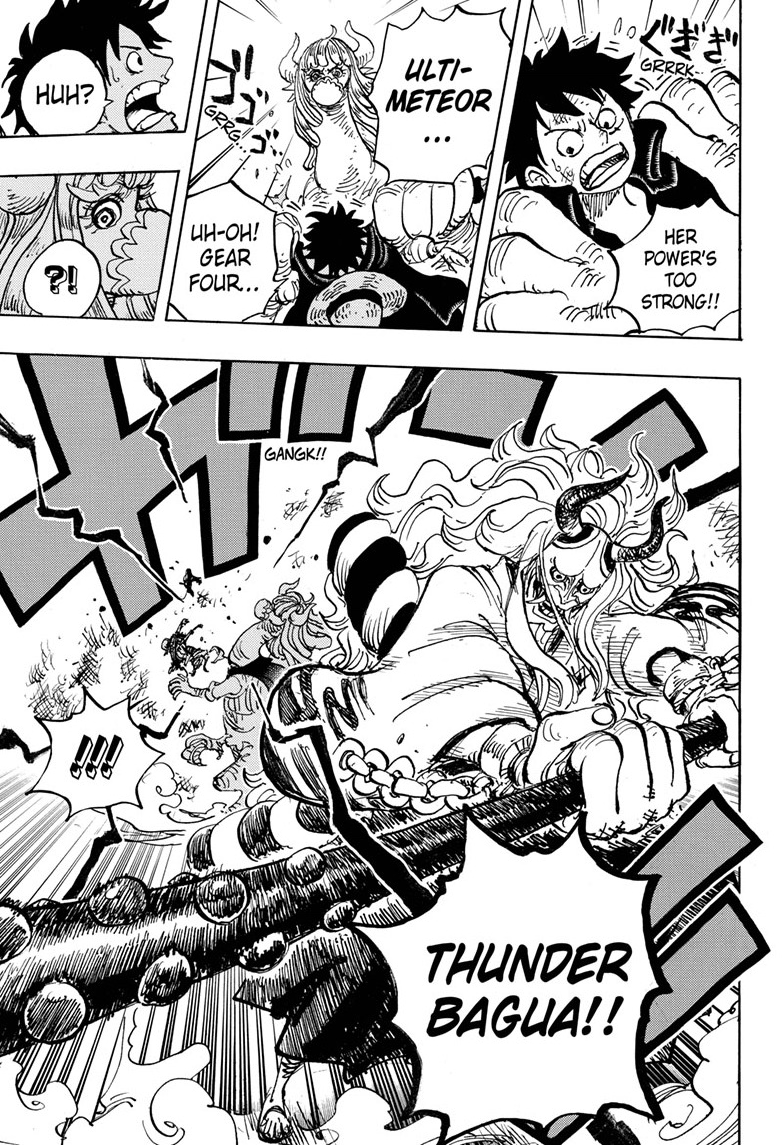 ぐぎぎ
GRRRK..
HER
POWER'S
TOO
STRONG!!
ULTI-
METEOR
...
ゴゴゴ
GRRG..
UH-OH!
GEAR
FOUR...
HUH?
?!
GANGK!!
!!!
THUNDER
BAGUA!!